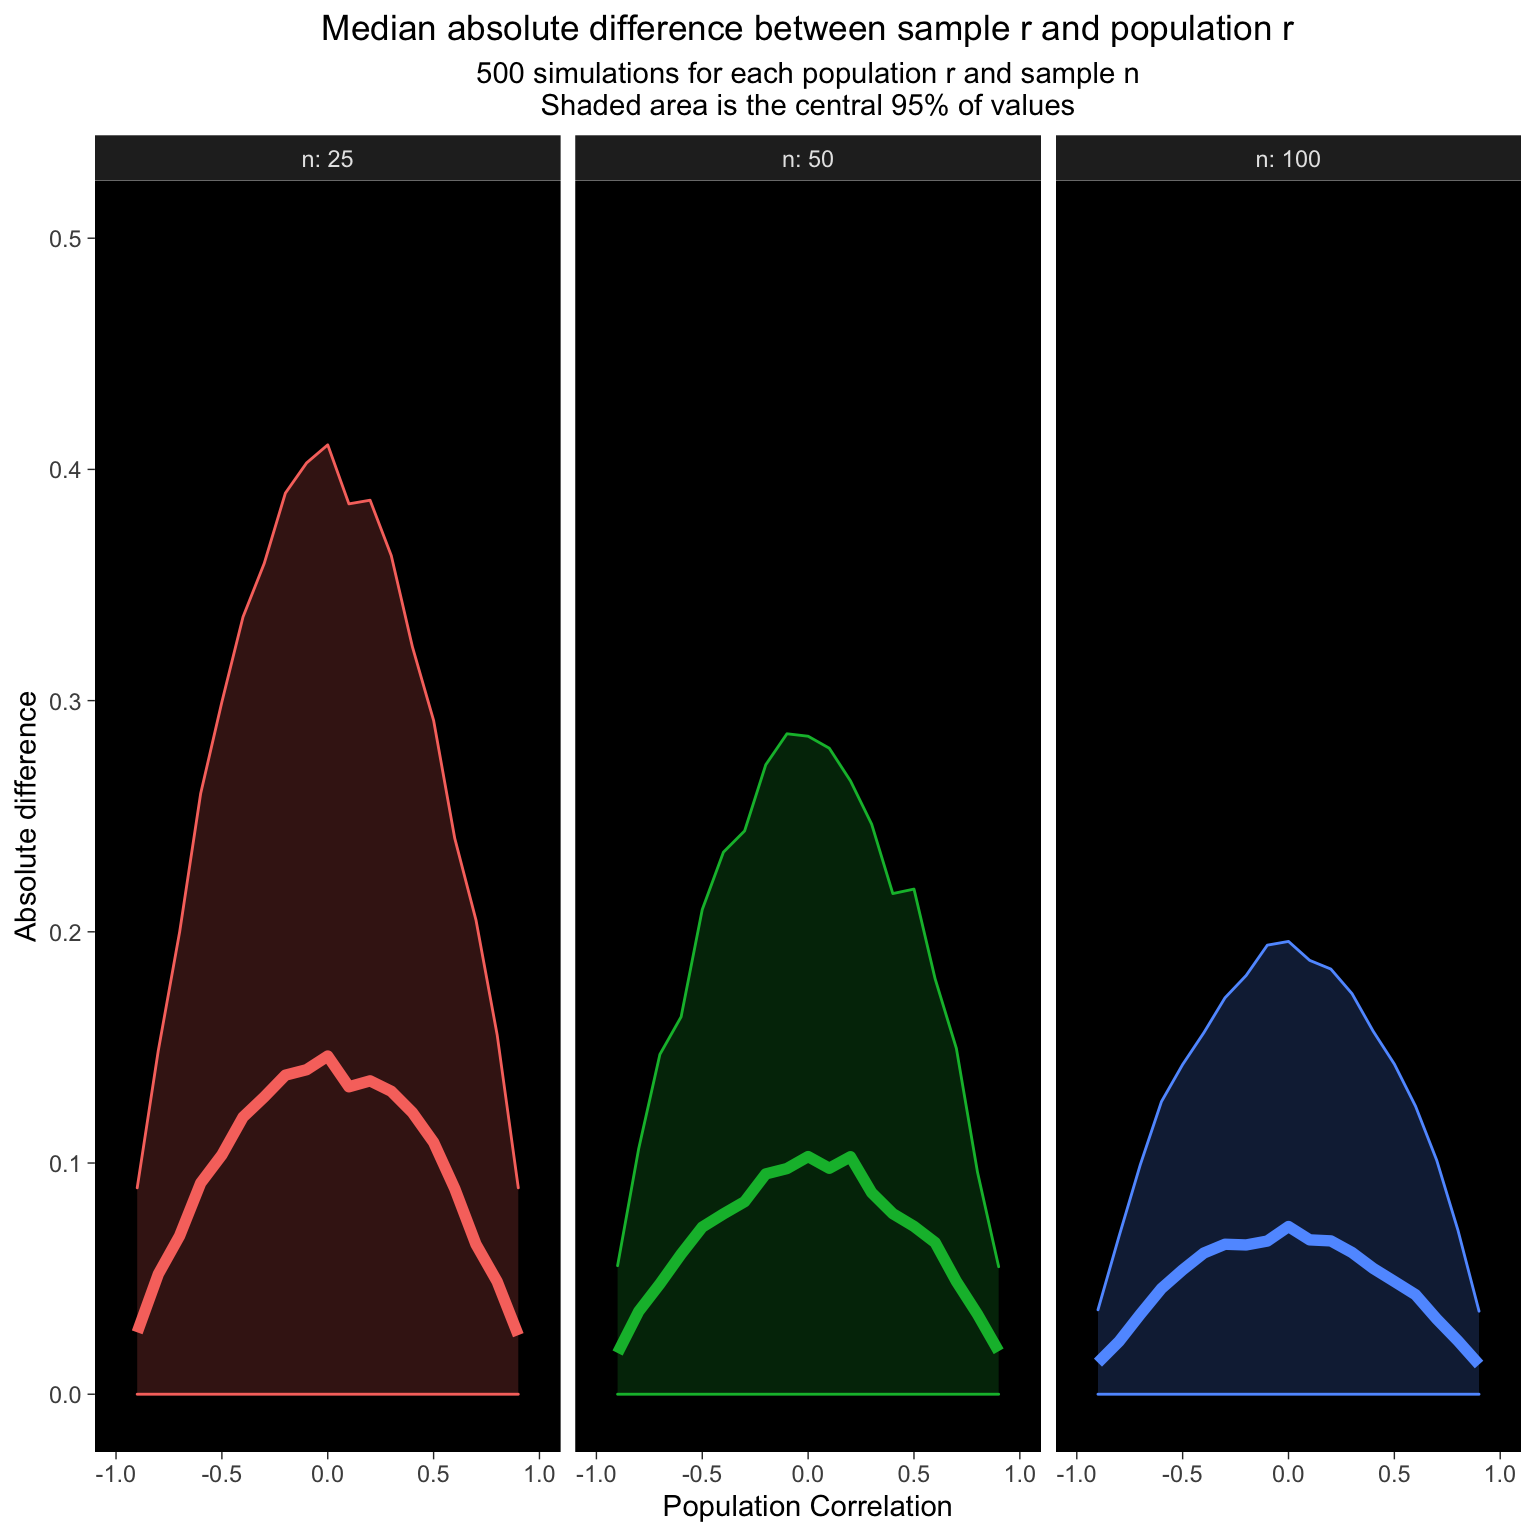 Median absolute difference between sample r and population r
500 simulations for each population r and sample n
Shaded area is the central 95% of values
n: 25
n: 50
n: 100
Absolute difference
0.5
0.4
0.3
0.2
0.1
0.0
-1.0 -0.5 0.0 0.5 1.0
-1.0 -0.5 0.0 0.5 1.0
-1.0 -0.5 0.0 0.5 1.0
Population Correlation